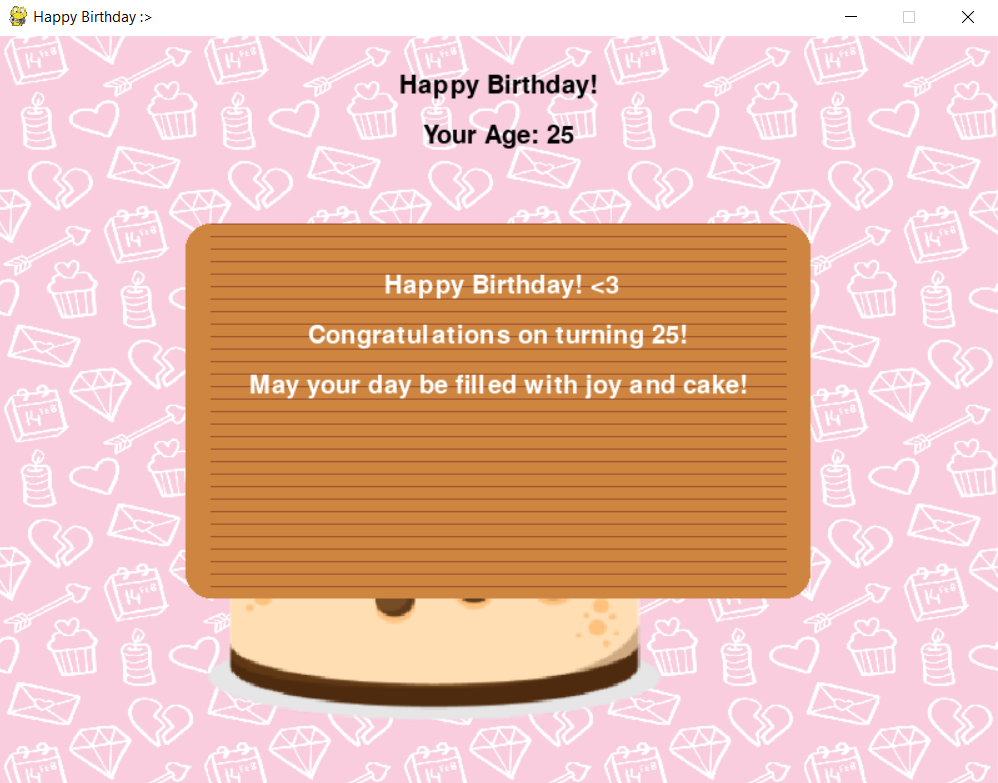 Happy Birthday :>
Happy Birthday!
Your Age: 25
Happy Birthday! <3
Congratulations on turning 25!
May your day be filled with joy and cake!